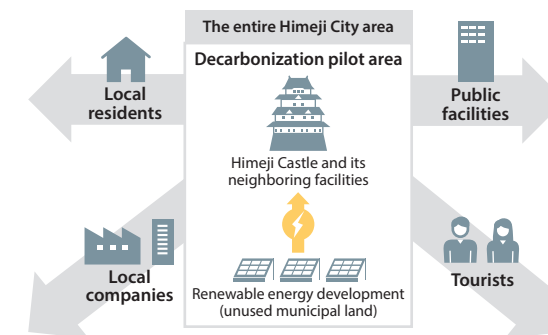 The entire Himeji City area
Decarbonization pilot area
Local
residents
Public
facilities
Himeji Castle and its
neighboring facilities
Local
companies
Tourists
Renewable energy development
(unused municipal land)